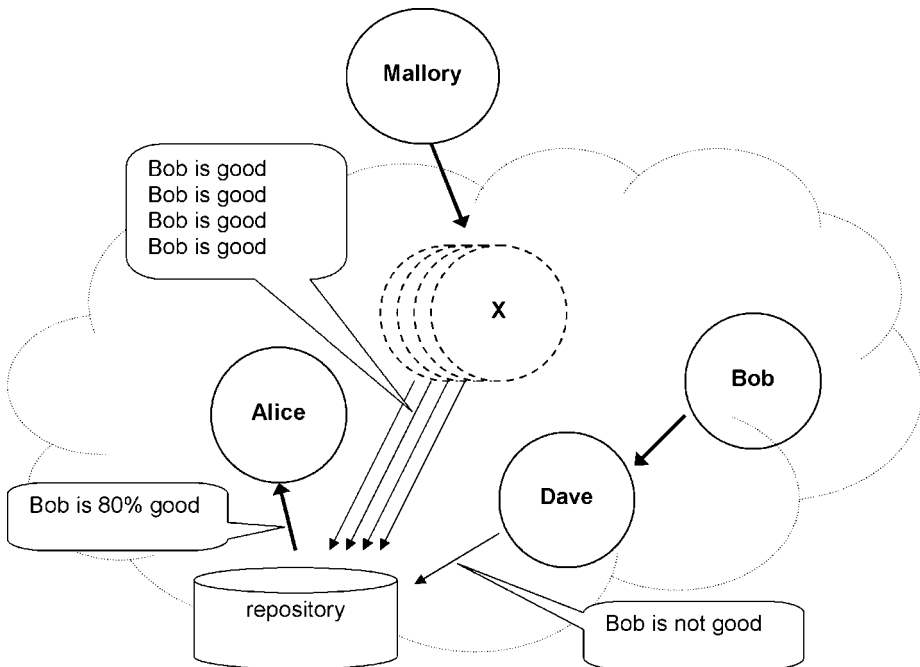 Mallory
Bob is good
Bob is good
Bob is good
Bob is good
X
Bob
Alice
Dave
Bob is 80% good
repository
Bob is not good